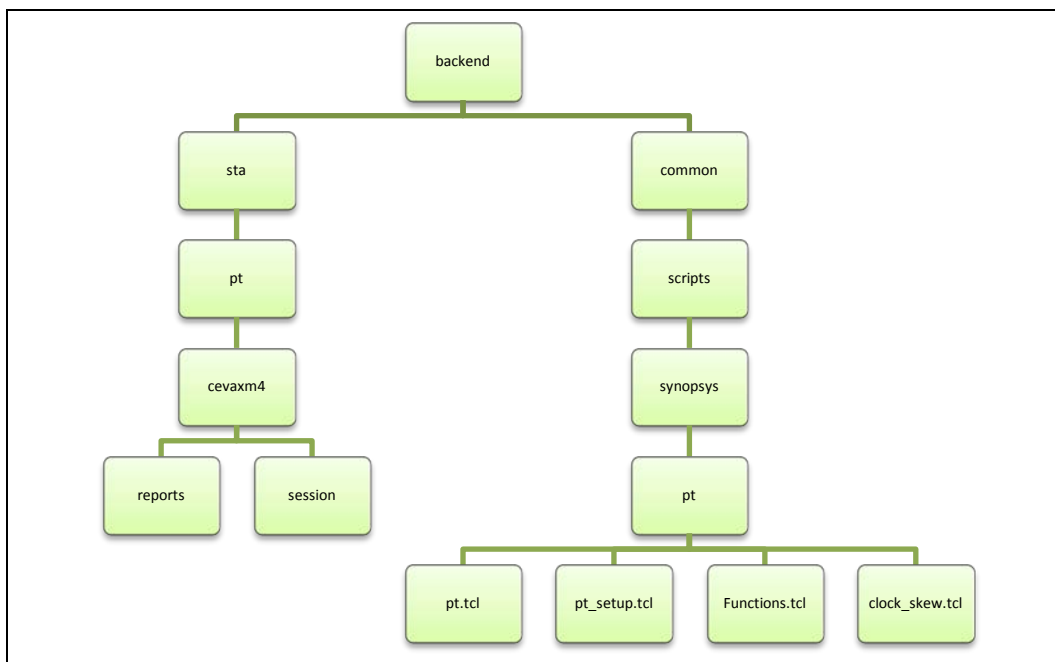 backend
sta
common
pt
scripts
cevaxm4
synopsys
reports
session
pt
pt.tcl
pt_setup.tcl
Functions.tcl
clock_skew.tcl